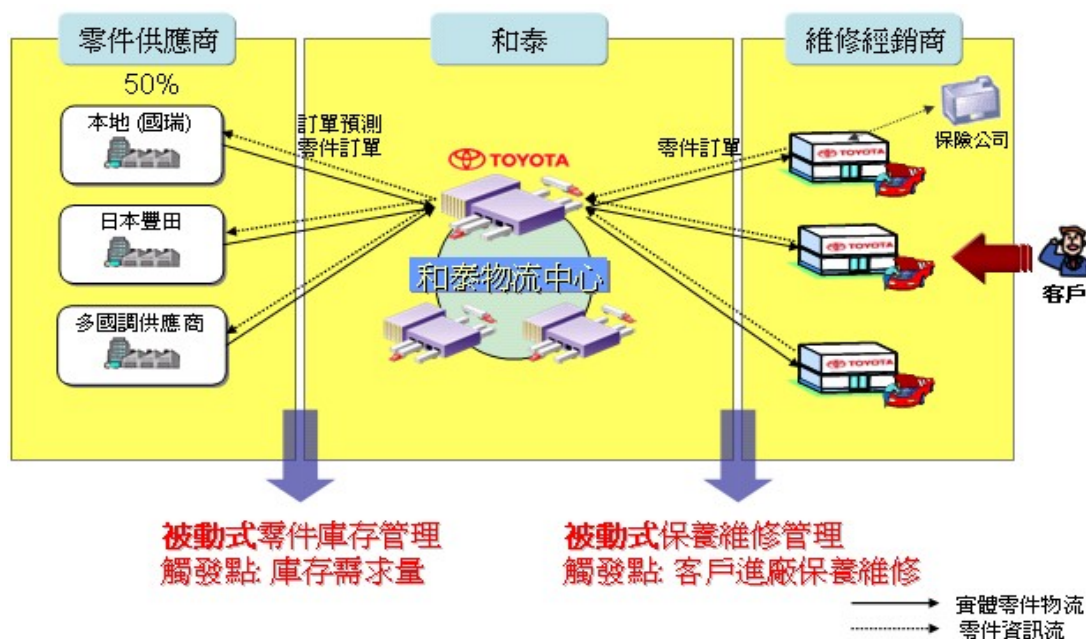 零件供應商
和泰
維修經銷商
50%
本地 (國瑞)
日本豐田
多國調供應商
訂單預測
零件訂單
TOYOTA
和泰物流中心
零件訂單
保險公司
TOYOTA
TOYOTA
TOYOTA
客戶
被動式零件庫存管理
觸發點: 庫存需求量
被動式保養維修管理
觸發點: 客戶進廠保養維修
實體零件物流
零件資訊流